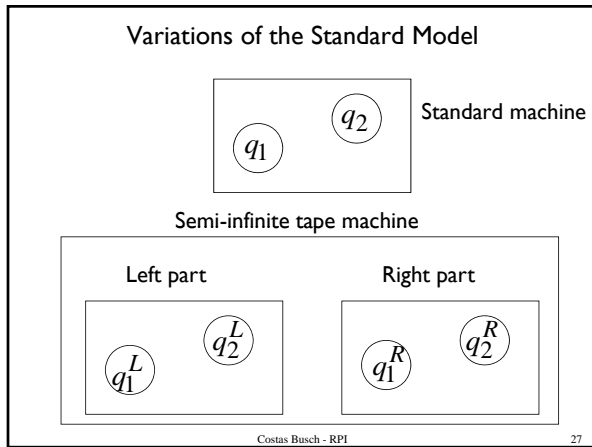 Variations of the Standard Model
q₁ q₂ Standard machine
Semi-infinite tape machine
Left part Right part
q₁ᴸ q₂ᴸ q₁ᴿ q₂ᴿ
Costas Busch - RPI 27